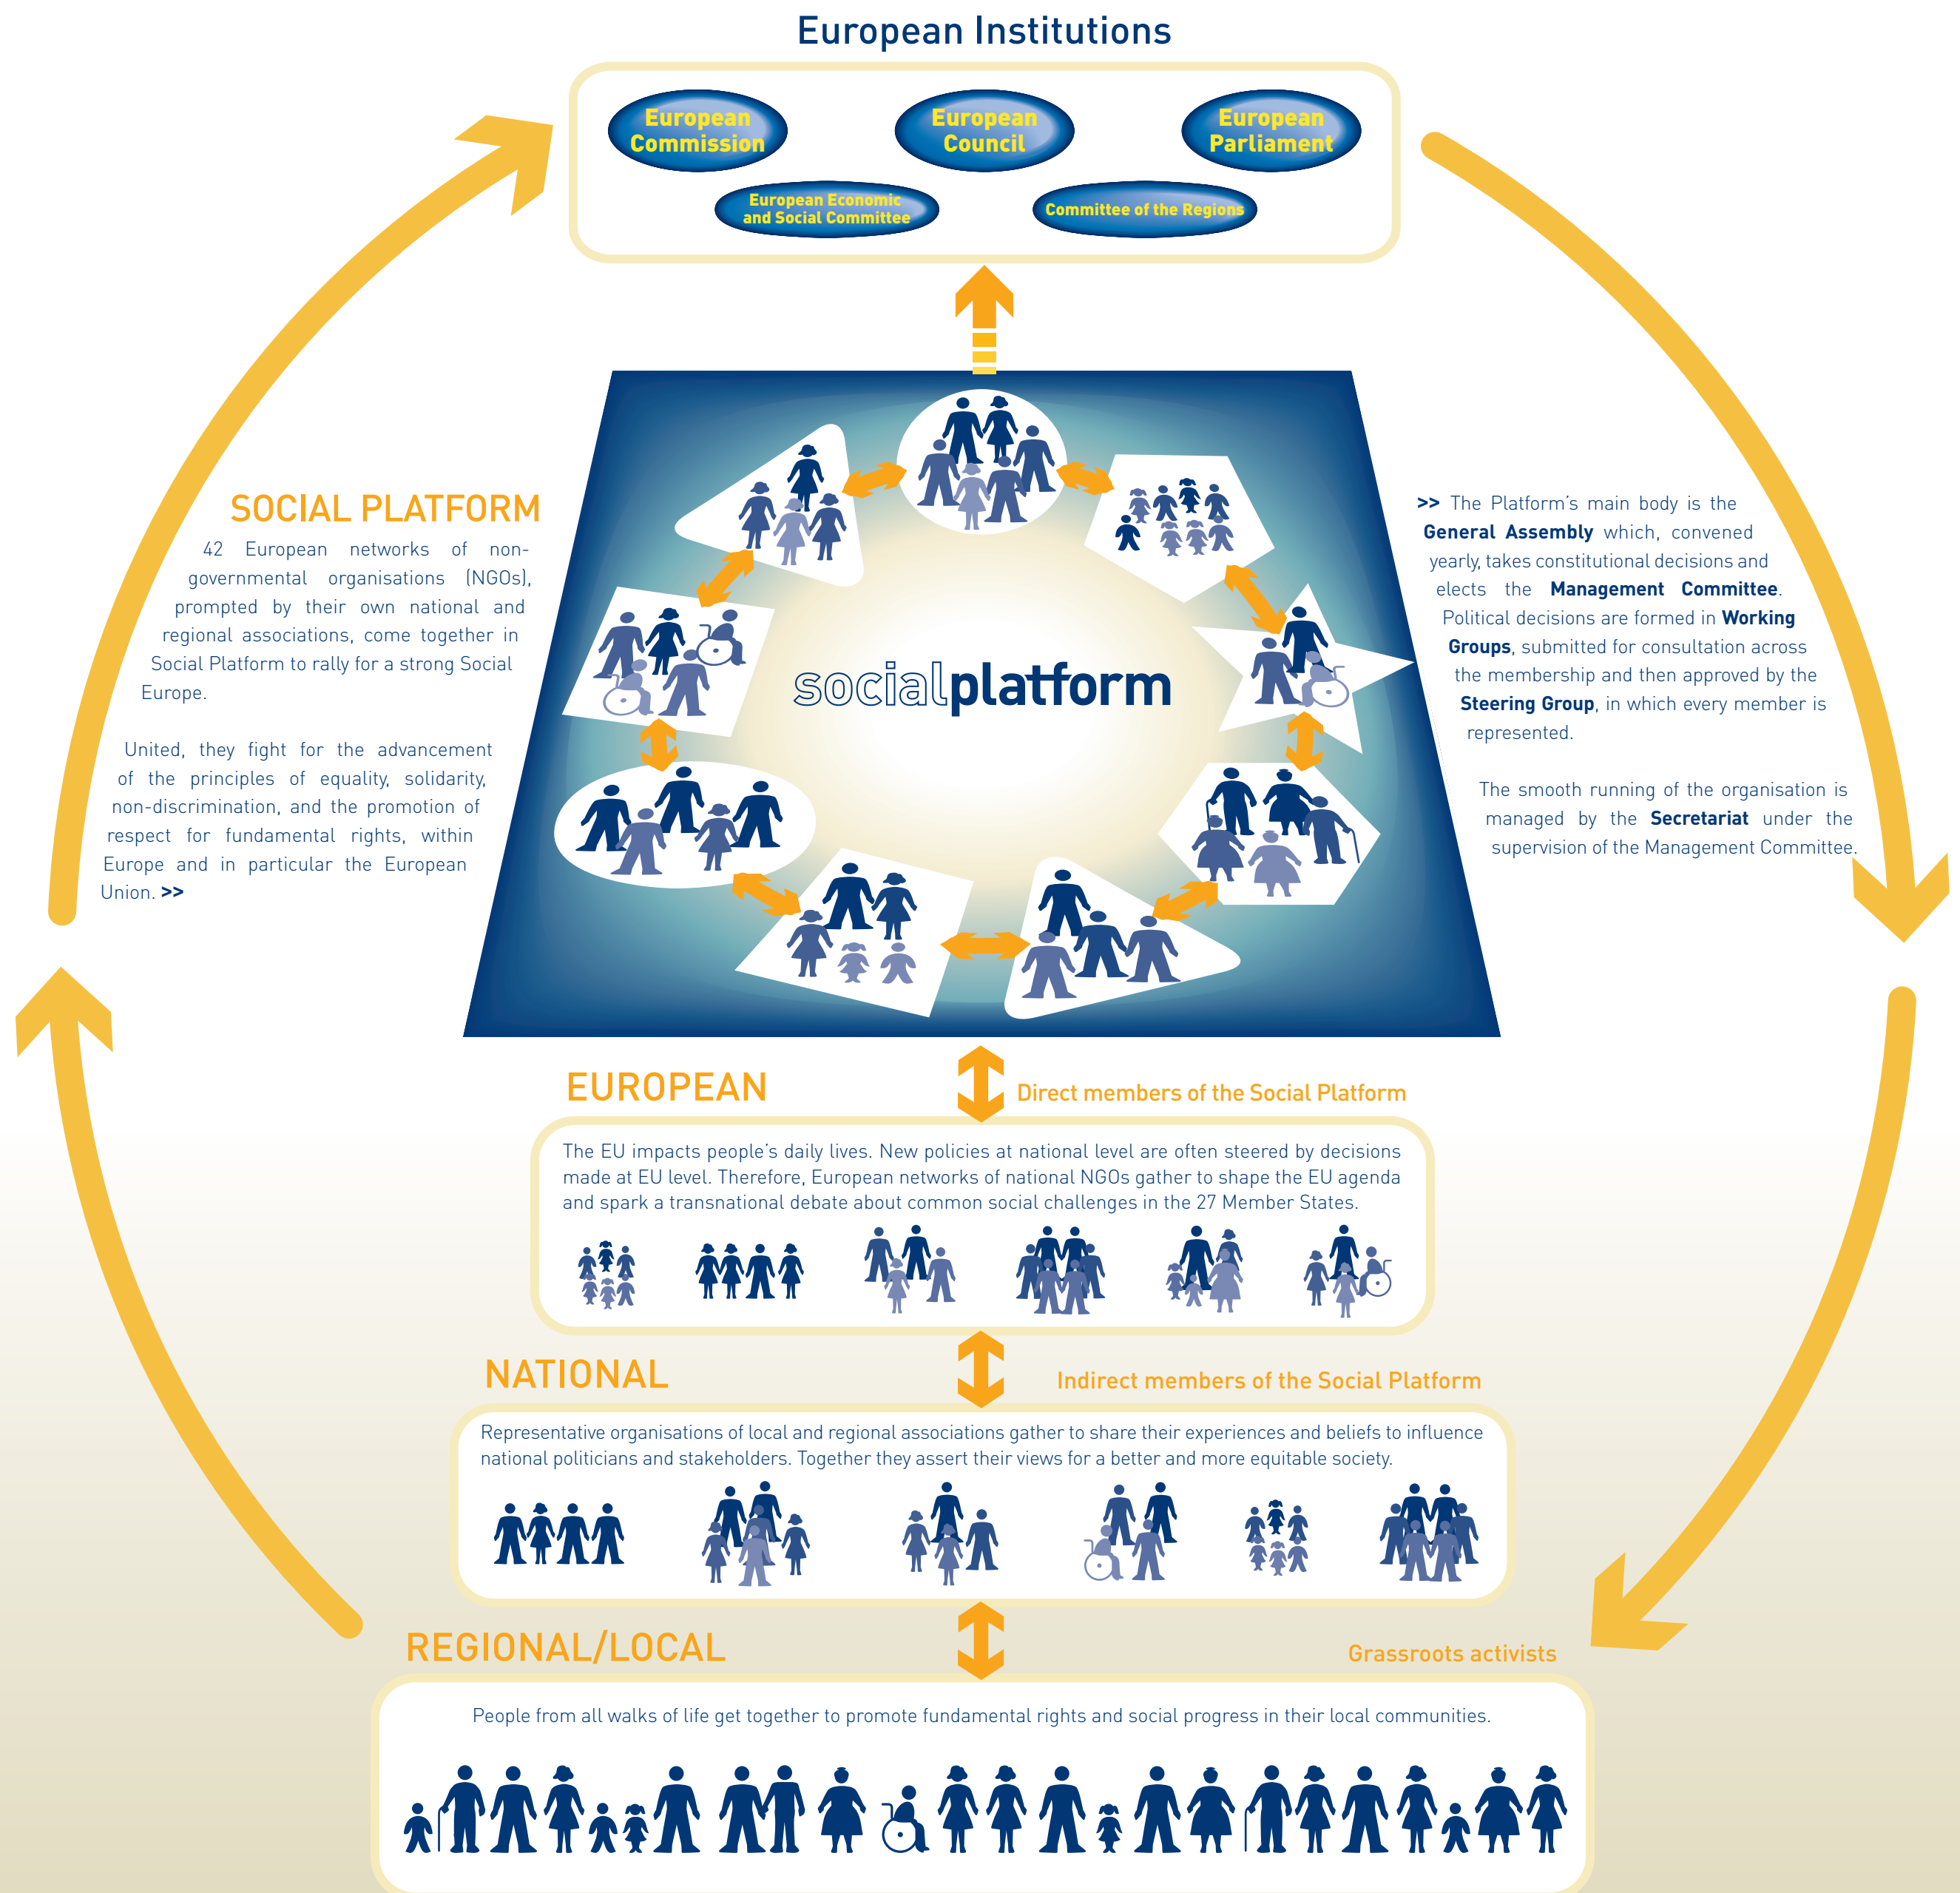 European Institutions
European
Commission
European
Council
European
Parliament
European Economic
and Social Committee
Committee of the Regions
SOCIAL PLATFORM
42 European networks of non-
governmental organisations (NGOs),
prompted by their own national and
regional associations, come together in
Social Platform to rally for a strong Social
Europe.
United, they fight for the advancement
of the principles of equality, solidarity,
non-discrimination, and the promotion of
respect for fundamental rights, within
Europe and in particular the European
Union. >>
socialplatform
>> The Platform's main body is the
General Assembly which, convened
yearly, takes constitutional decisions and
elects the Management Committee.
Political decisions are formed in Working
Groups, submitted for consultation across
the membership and then approved by the
Steering Group, in which every member is
represented.
The smooth running of the organisation is
managed by the Secretariat under the
supervision of the Management Committee.
EUROPEAN
Direct members of the Social Platform
The EU impacts people's daily lives. New policies at national level are often steered by decisions
made at EU level. Therefore, European networks of national NGOs gather to shape the EU agenda
and spark a transnational debate about common social challenges in the 27 Member States.
NATIONAL
Indirect members of the Social Platform
Representative organisations of local and regional associations gather to share their experiences and beliefs to influence
national politicians and stakeholders. Together they assert their views for a better and more equitable society.
REGIONAL/LOCAL
Grassroots activists
People from all walks of life get together to promote fundamental rights and social progress in their local communities.